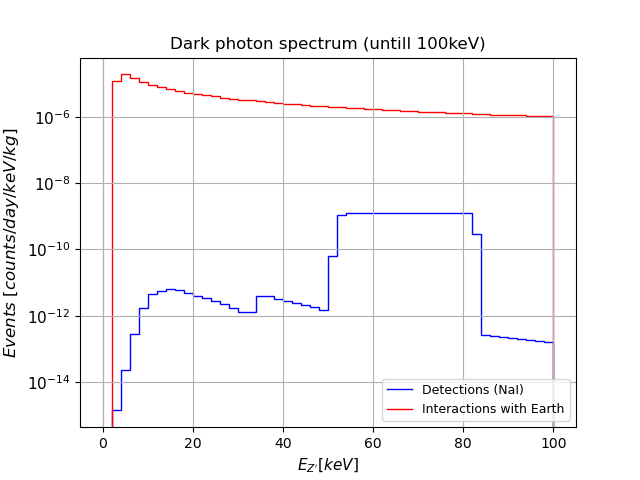 Dark photon spectrum (untill 100keV)
Events [counts/day/keV/kg]
10⁻⁶
10⁻⁸
10⁻¹⁰
10⁻¹²
10⁻¹⁴
Detections (NaI)
Interactions with Earth
0 20 40 60 80 100
E_{Z'}[keV]